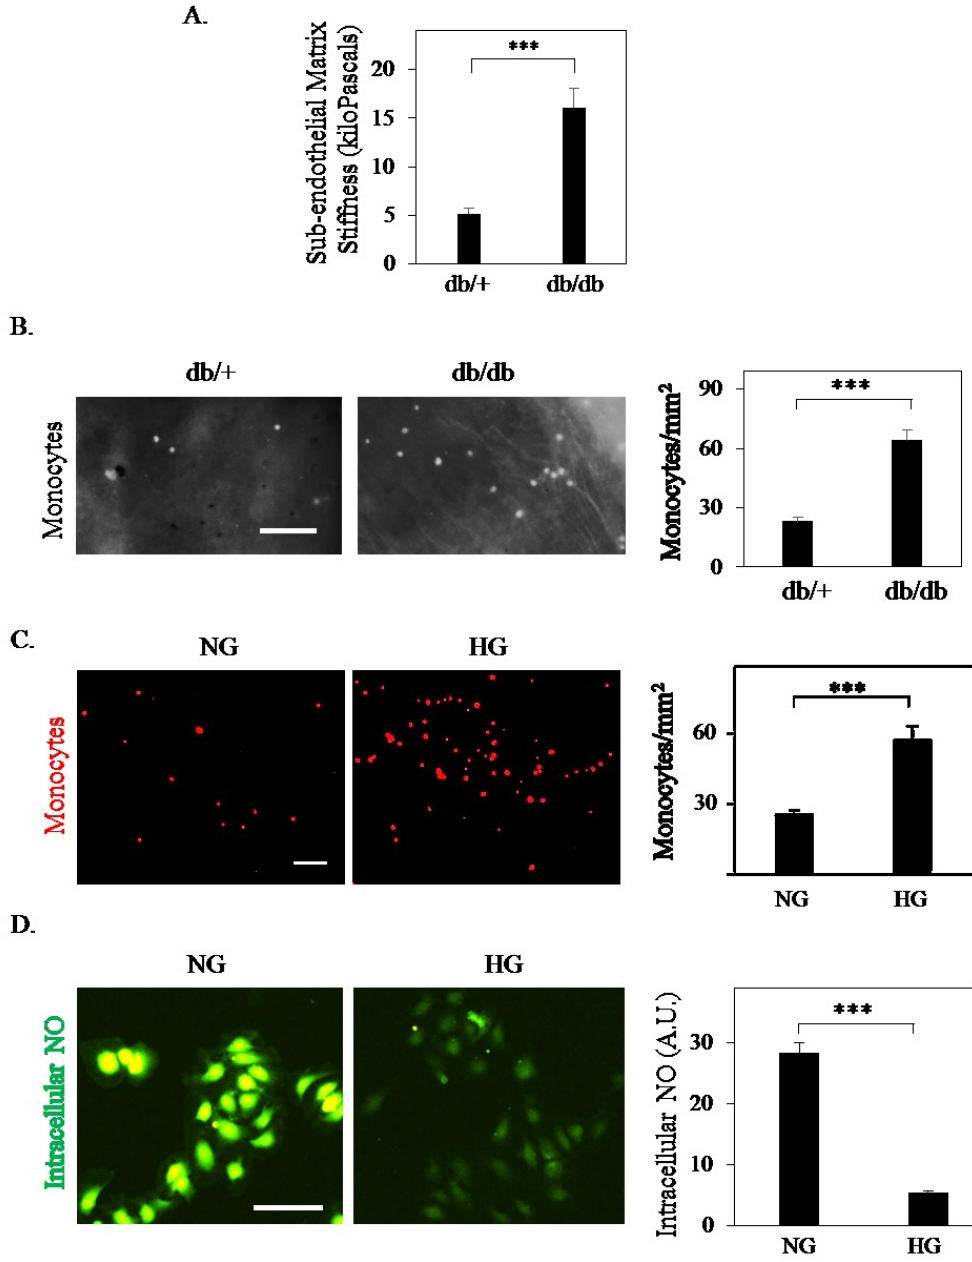 A.
Sub-endothelial Matrix
Stiffness (kiloPascals)
***
20
15
10
5
0
db/+ db/db
B.
db/+ db/db
Monocytes
Monocytes/mm2
***
90
60
30
0
db/+ db/db
C.
NG HG
Monocytes
Monocytes/mm2
***
60
30
NG HG
D.
NG HG
Intracellular NO
Intracellular NO (A.U.)
***
30
20
10
0
NG HG